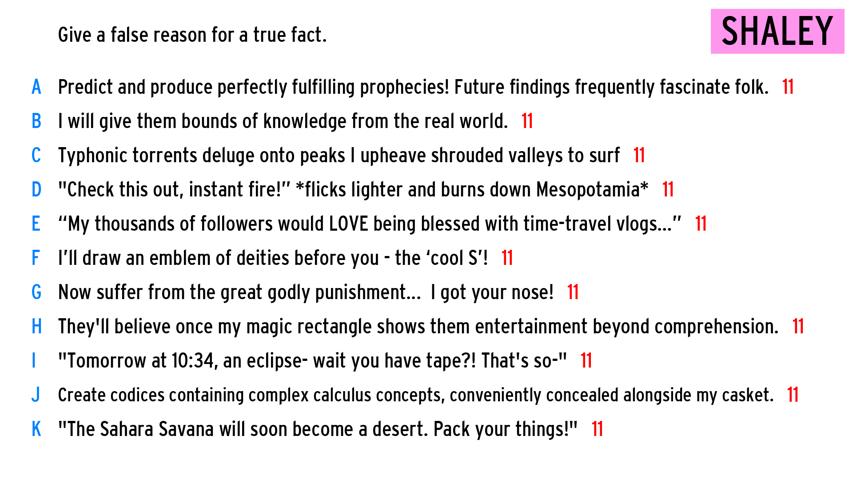 Give a false reason for a true fact.
SHALEY
A Predict and produce perfectly fulfilling prophecies! Future findings frequently fascinate folk. 11
B I will give them bounds of knowledge from the real world. 11
C Typhonic torrents deluge onto peaks I upheave shrouded valleys to surf 11
D "Check this out, instant fire!” *flicks lighter and burns down Mesopotamia* 11
E “My thousands of followers would LOVE being blessed with time-travel vlogs...” 11
F I’ll draw an emblem of deities before you - the ‘cool S’! 11
G Now suffer from the great godly punishment... I got your nose! 11
H They'll believe once my magic rectangle shows them entertainment beyond comprehension. 11
I "Tomorrow at 10:34, an eclipse- wait you have tape?! That's so-" 11
J Create codices containing complex calculus concepts, conveniently concealed alongside my casket. 11
K "The Sahara Savana will soon become a desert. Pack your things!" 11